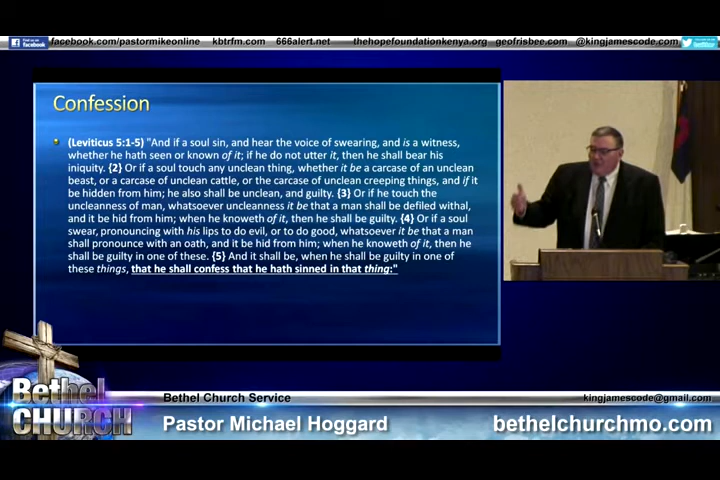 Find us on
facebook
facebook.com/pastormikeonline kbtrfm.com 666alert.net thehopefoundationkenya.org geofrisbee.com @kingjamescode.com twitter
Confession
(Leviticus 5:1-5) "And if a soul sin, and hear the voice of swearing, and is a witness,
whether he hath seen or known of it; if he do not utter it, then he shall bear his
iniquity. {2} Or if a soul touch any unclean thing, whether it be a carcase of an unclean
beast, or a carcase of unclean cattle, or the carcase of unclean creeping things, and if it
be hidden from him; he also shall be unclean, and guilty. {3} Or if he touch the
uncleanness of man, whatsoever uncleanness it be that a man shall be defiled withal,
and it be hid from him; when he knoweth of it, then he shall be guilty. {4} Or if a soul
swear, pronouncing with his lips to do evil, or to do good, whatsoever it be that a man
shall pronounce with an oath, and it be hid from him; when he knoweth of it, then he
shall be guilty in one of these. {5} And it shall be, when he shall be guilty in one of
these things, that he shall confess that he hath sinned in that thing:"
Bethel
CHURCH
Bethel Church Service
kingjamescode@gmail.com
Pastor Michael Hoggard
bethelchurchmo.com